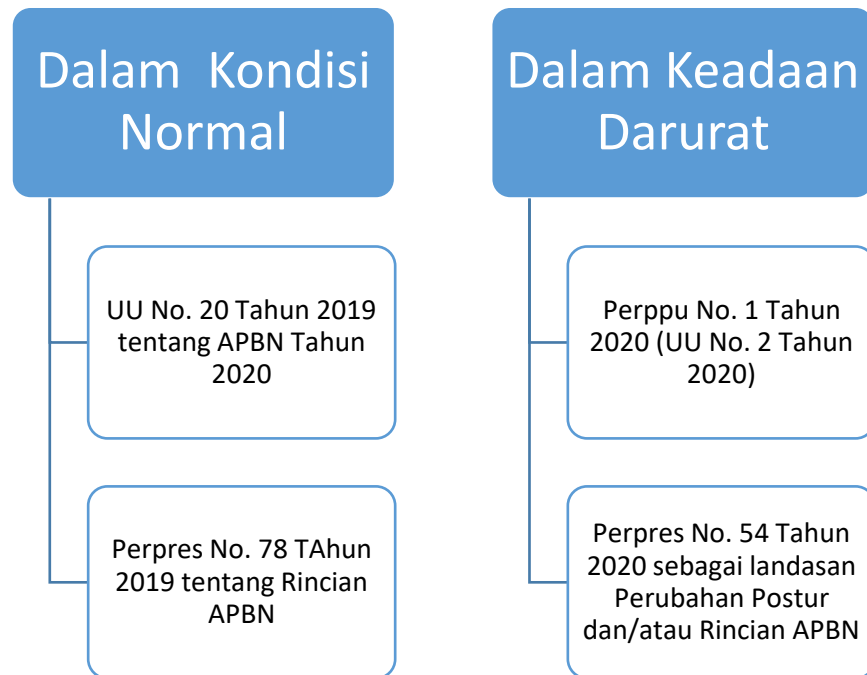 Dalam Kondisi
Normal
UU No. 20 Tahun 2019
tentang APBN Tahun
2020
Perpres No. 78 TAhun
2019 tentang Rincian
APBN
Dalam Keadaan
Darurat
Perppu No. 1 Tahun
2020 (UU No. 2 Tahun
2020)
Perpres No. 54 Tahun
2020 sebagai landasan
Perubahan Postur
dan/atau Rincian APBN